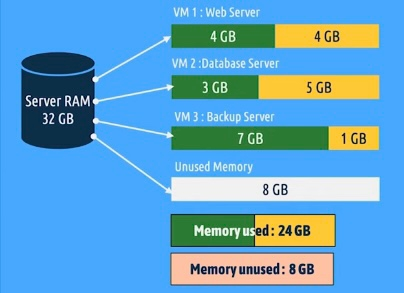 VM 1 : Web Server
4 GB 4 GB
VM 2 :Database Server
3 GB 5 GB
Server RAM
32 GB
VM 3 : Backup Server
7 GB 1 GB
Unused Memory
8 GB
Memory used : 24 GB
Memory unused : 8 GB